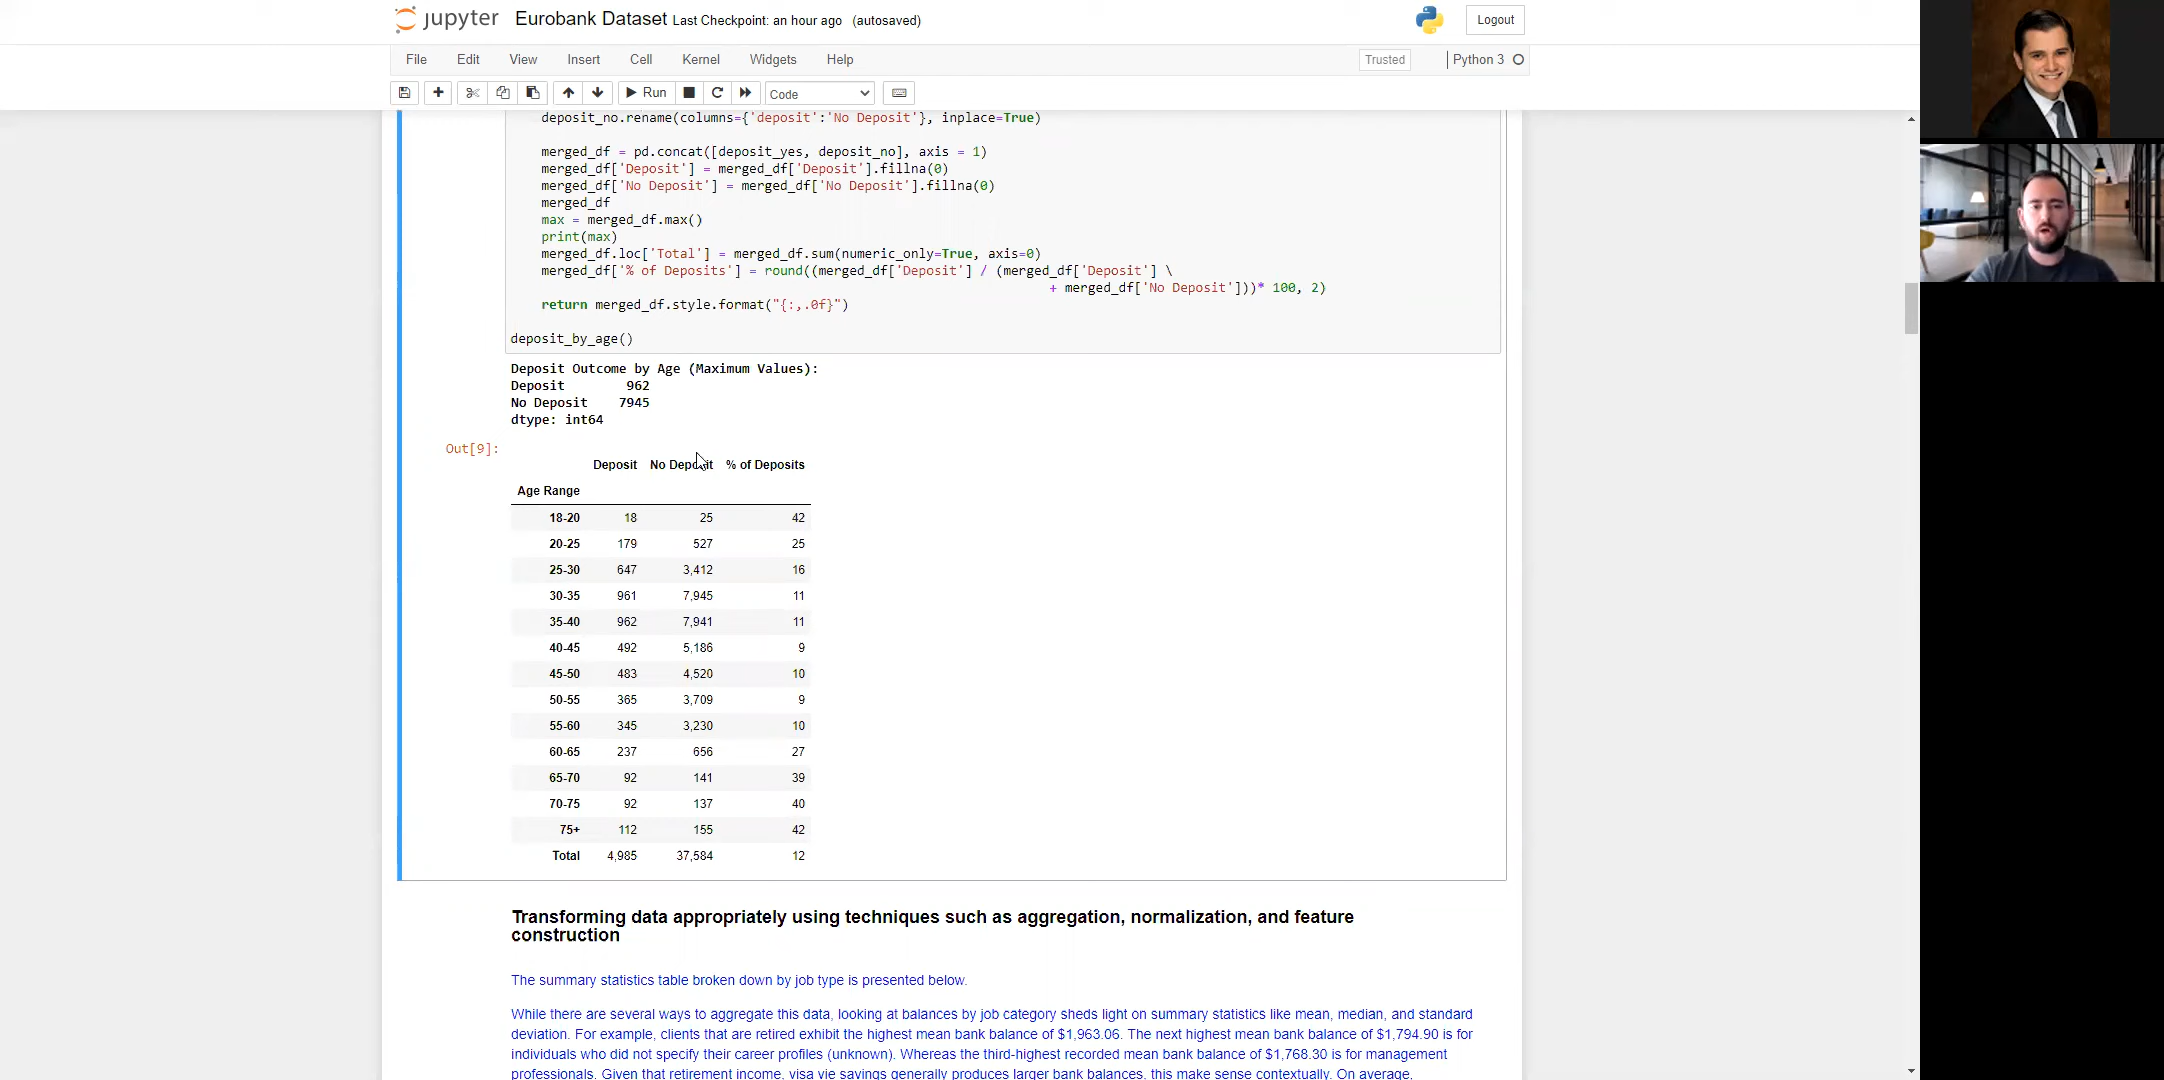 jupyter Eurobank Dataset Last Checkpoint: an hour ago (autosaved) Logout
File Edit View Insert Cell Kernel Widgets Help Trusted Python 3
Run Code
deposit_no.rename(columns={'deposit':'No Deposit'}, inplace=True)
merged_df = pd.concat([deposit_yes, deposit_no], axis = 1)
merged_df['Deposit'] = merged_df['Deposit'].fillna(0)
merged_df['No Deposit'] = merged_df['No Deposit'].fillna(0)
merged_df
max = merged_df.max()
print(max)
merged_df.loc['Total'] = merged_df.sum(numeric_only=True, axis=0)
merged_df['% of Deposits'] = round((merged_df['Deposit'] / (merged_df['Deposit'] \
+ merged_df['No Deposit']))* 100, 2)
return merged_df.style.format("{:,.0f}")
deposit_by_age()
Deposit Outcome by Age (Maximum Values):
Deposit 962
No Deposit 7945
dtype: int64
Out[9]:
Deposit No Deposit % of Deposits
Age Range
18-20 18 25 42
20-25 179 527 25
25-30 647 3,412 16
30-35 961 7,945 11
35-40 962 7,941 11
40-45 492 5,186 9
45-50 483 4,520 10
50-55 365 3,709 9
55-60 345 3,230 10
60-65 237 656 27
65-70 92 141 39
70-75 92 137 40
75+ 112 155 42
Total 4,985 37,584 12
Transforming data appropriately using techniques such as aggregation, normalization, and feature
construction
The summary statistics table broken down by job type is presented below.
While there are several ways to aggregate this data, looking at balances by job category sheds light on summary statistics like mean, median, and standard
deviation. For example, clients that are retired exhibit the highest mean bank balance of $1,963.06. The next highest mean bank balance of $1,794.90 is for
individuals who did not specify their career profiles (unknown). Whereas the third-highest recorded mean bank balance of $1,768.30 is for management
professionals. Given that retirement income, visa vie savings generally produces larger bank balances, this make sense contextually. On average,